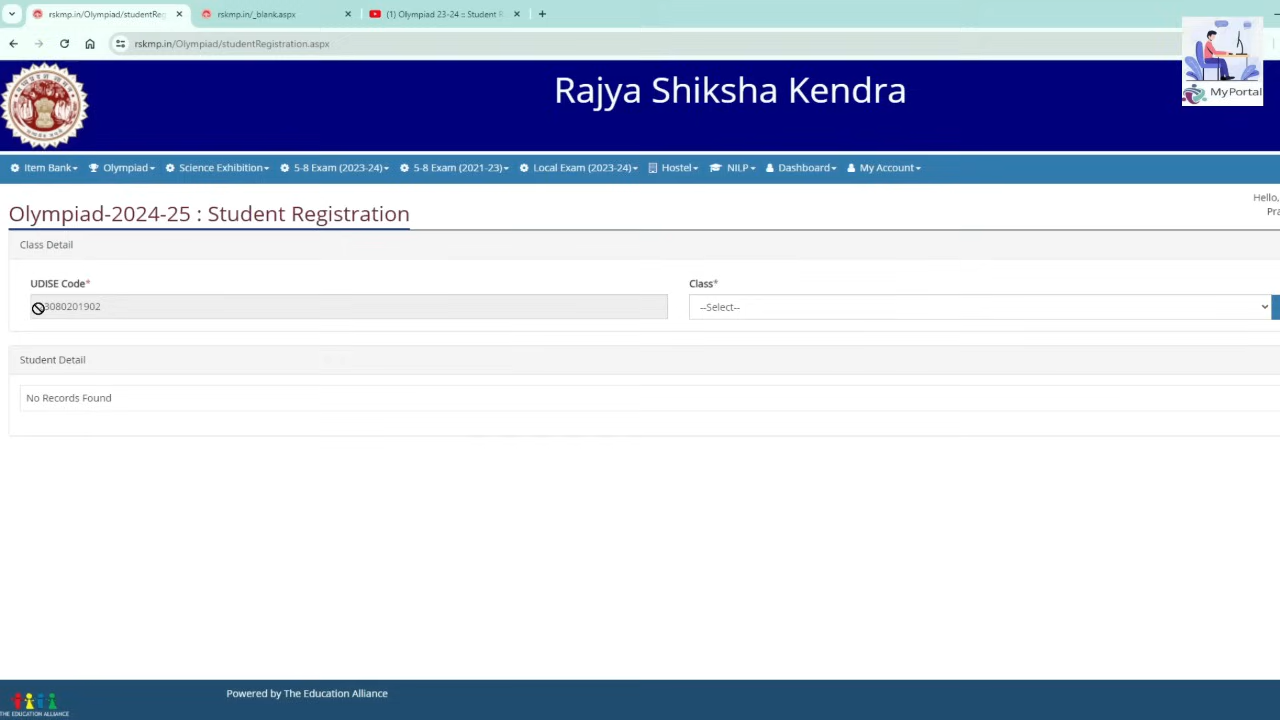 rskmp.in/Olympiad/studentReg
rskmp.in/_blank.aspx
(1) Olympiad 23-24 :: Student R
rskmp.in/Olympiad/studentRegistration.aspx
Rajya Shiksha Kendra
MyPortal
Item Bank
Olympiad
Science Exhibition
5-8 Exam (2023-24)
5-8 Exam (2021-23)
Local Exam (2023-24)
Hostel
NILP
Dashboard
My Account
Hello,
Pra
Olympiad-2024-25 : Student Registration
Class Detail
UDISE Code*
Class*
3080201902
--Select--
Student Detail
No Records Found
Powered by The Education Alliance
THE EDUCATION ALLIANCE